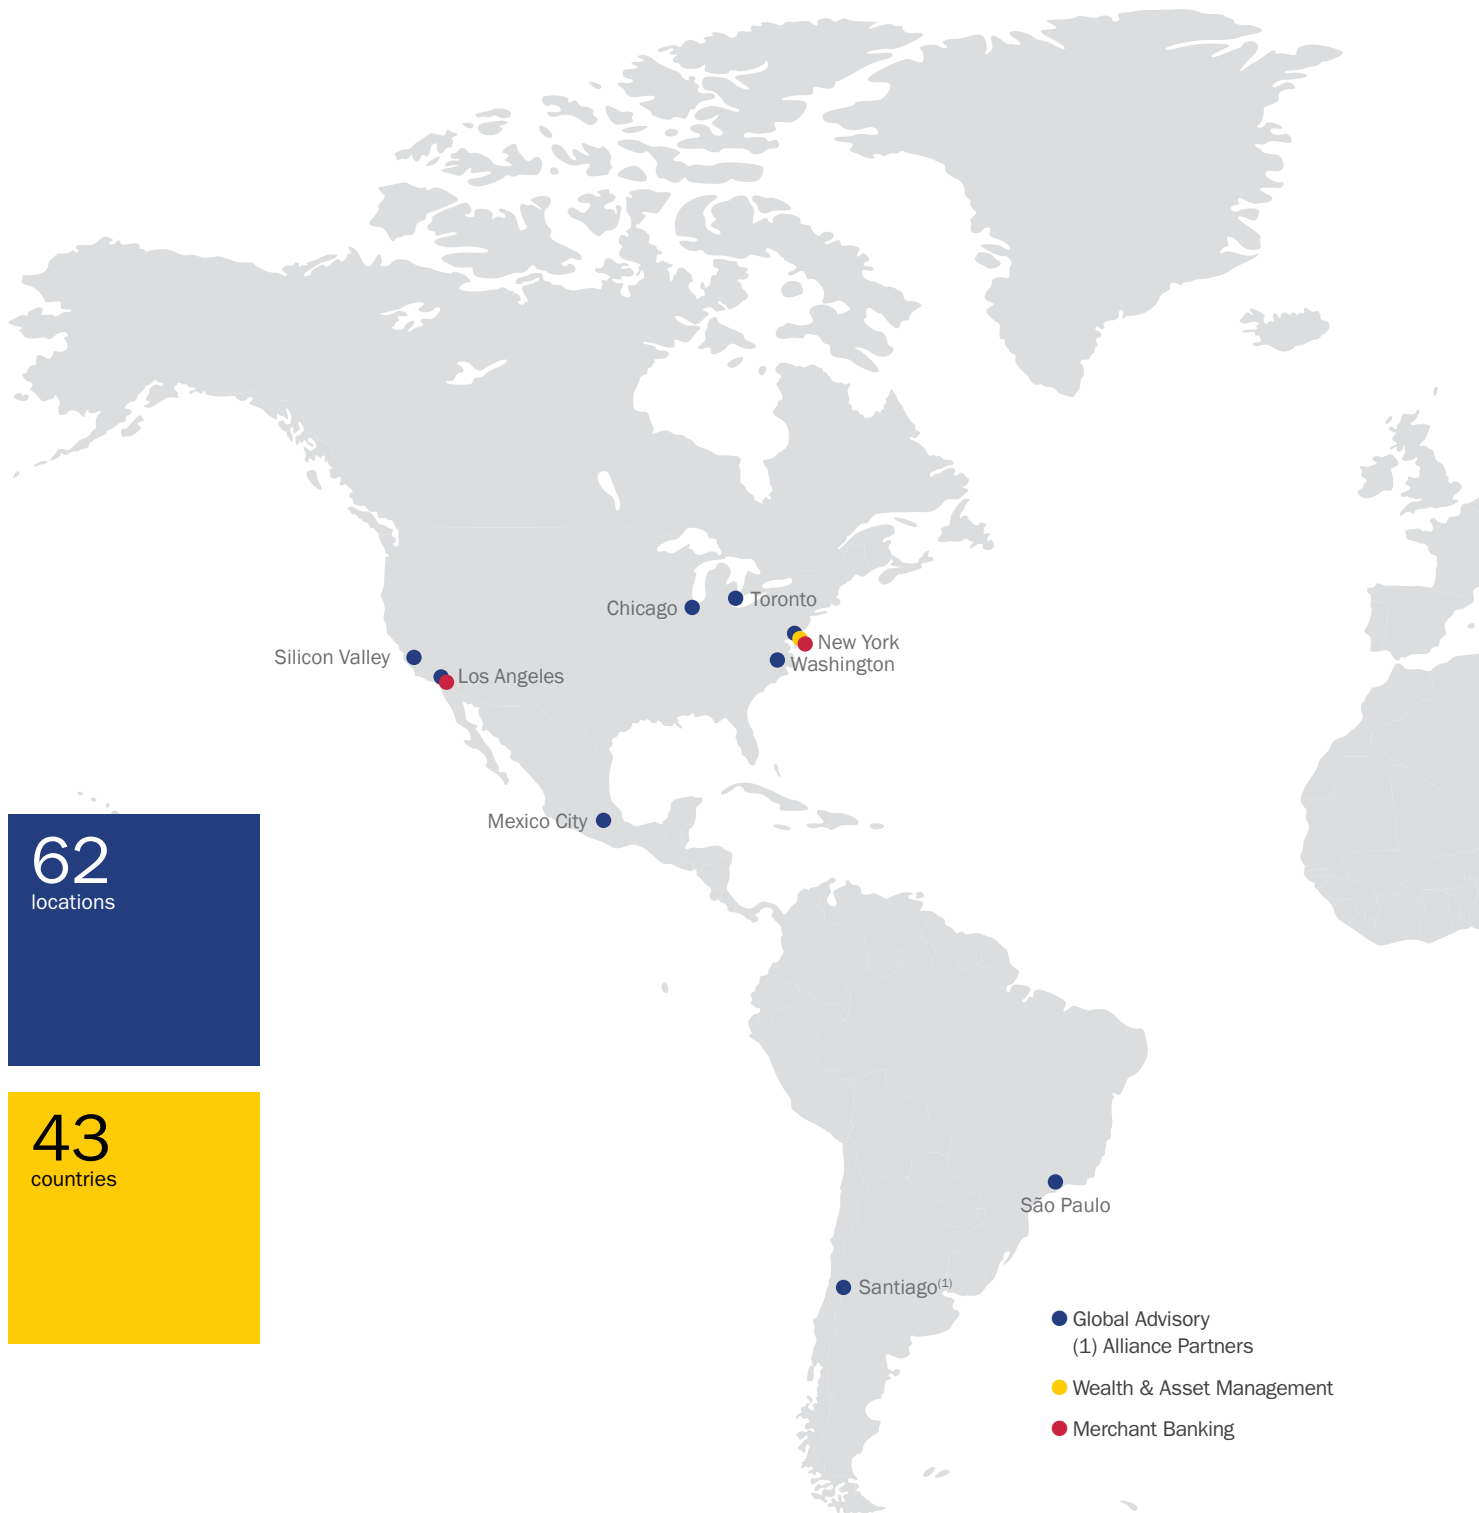 Chicago
Toronto
New York
Silicon Valley
Washington
Los Angeles
Mexico City
62
locations
43
countries
São Paulo
Santiago(1)
Global Advisory
(1) Alliance Partners
Wealth & Asset Management
Merchant Banking